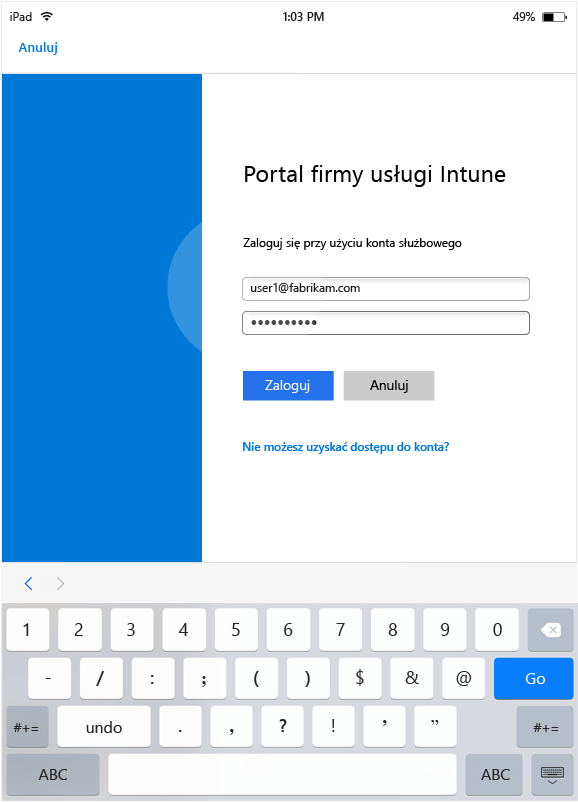 iPad 1:03 PM 49%
Anuluj
Portal firmy usługi Intune
Zaloguj się przy użyciu konta służbowego
user1@fabrikam.com
••••••••••
Zaloguj Anuluj
Nie możesz uzyskać dostępu do konta?
1 2 3 4 5 6 7 8 9 0
- / : ; ( ) $ & @ Go
#+= undo . , ? ! ’ ” #+=
ABC ABC